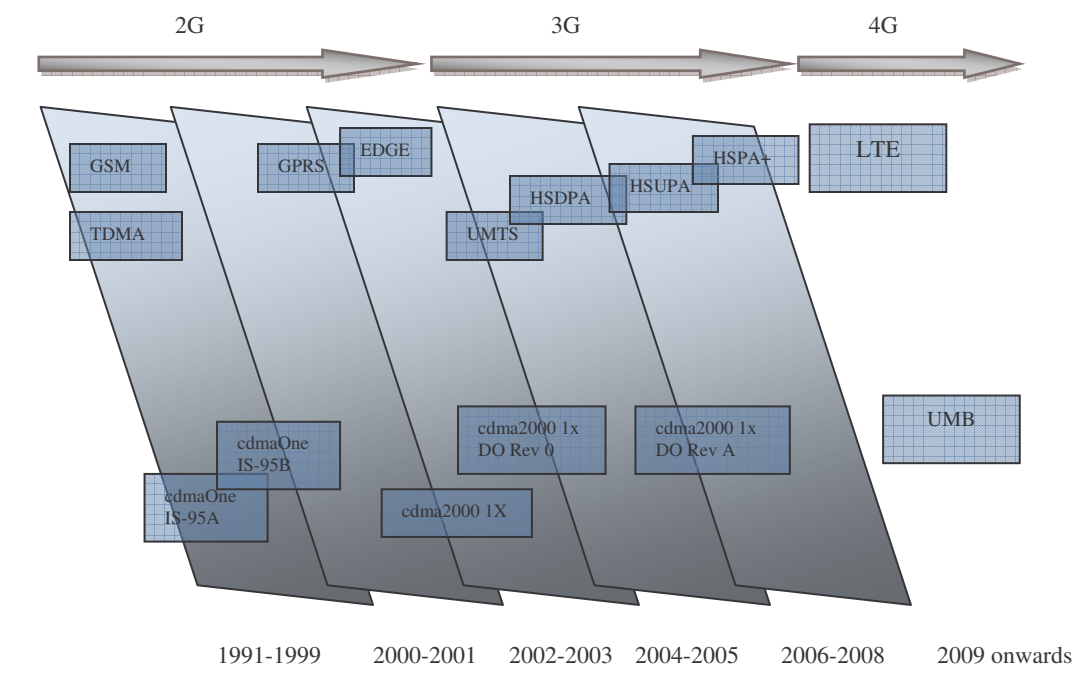 2G
3G
4G
GSM
GPRS
EDGE
HSPA+
LTE
TDMA
UMTS
HSDPA
HSUPA
cdmaOne
IS-95B
cdma2000 1x
DO Rev 0
cdma2000 1x
DO Rev A
UMB
cdmaOne
IS-95A
cdma2000 1X
1991-1999
2000-2001
2002-2003
2004-2005
2006-2008
2009 onwards